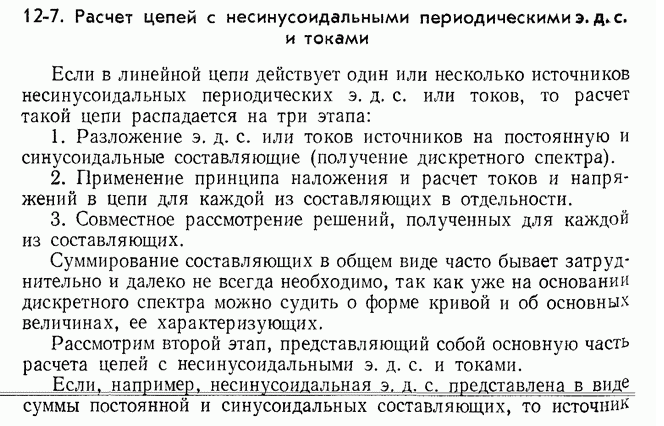 12-7. Расчет цепей с несинусоидальными периодическими э. д. с.
и токами
Если в линейной цепи действует один или несколько источников
несинусоидальных периодических э. д. с. или токов, то расчет
такой цепи распадается на три этапа:
1. Разложение э. д. с. или токов источников на постоянную и
синусоидальные составляющие (получение дискретного спектра).
2. Применение принципа наложения и расчет токов и напря-
жений в цепи для каждой из составляющих в отдельности.
3. Совместное рассмотрение решений, полученных для каждой
из составляющих.
Суммирование составляющих в общем виде часто бывает затруд-
нительно и далеко не всегда необходимо, так как уже на основании
дискретного спектра можно судить о форме кривой и об основных
величинах, ее характеризующих.
Рассмотрим второй этап, представляющий собой основную часть
расчета цепей с несинусоидальными э. д. с. и токами.
Если, например, несинусоидальная э. д. с. представлена в виде
суммы постоянной и синусоидальных составляющих, то источник